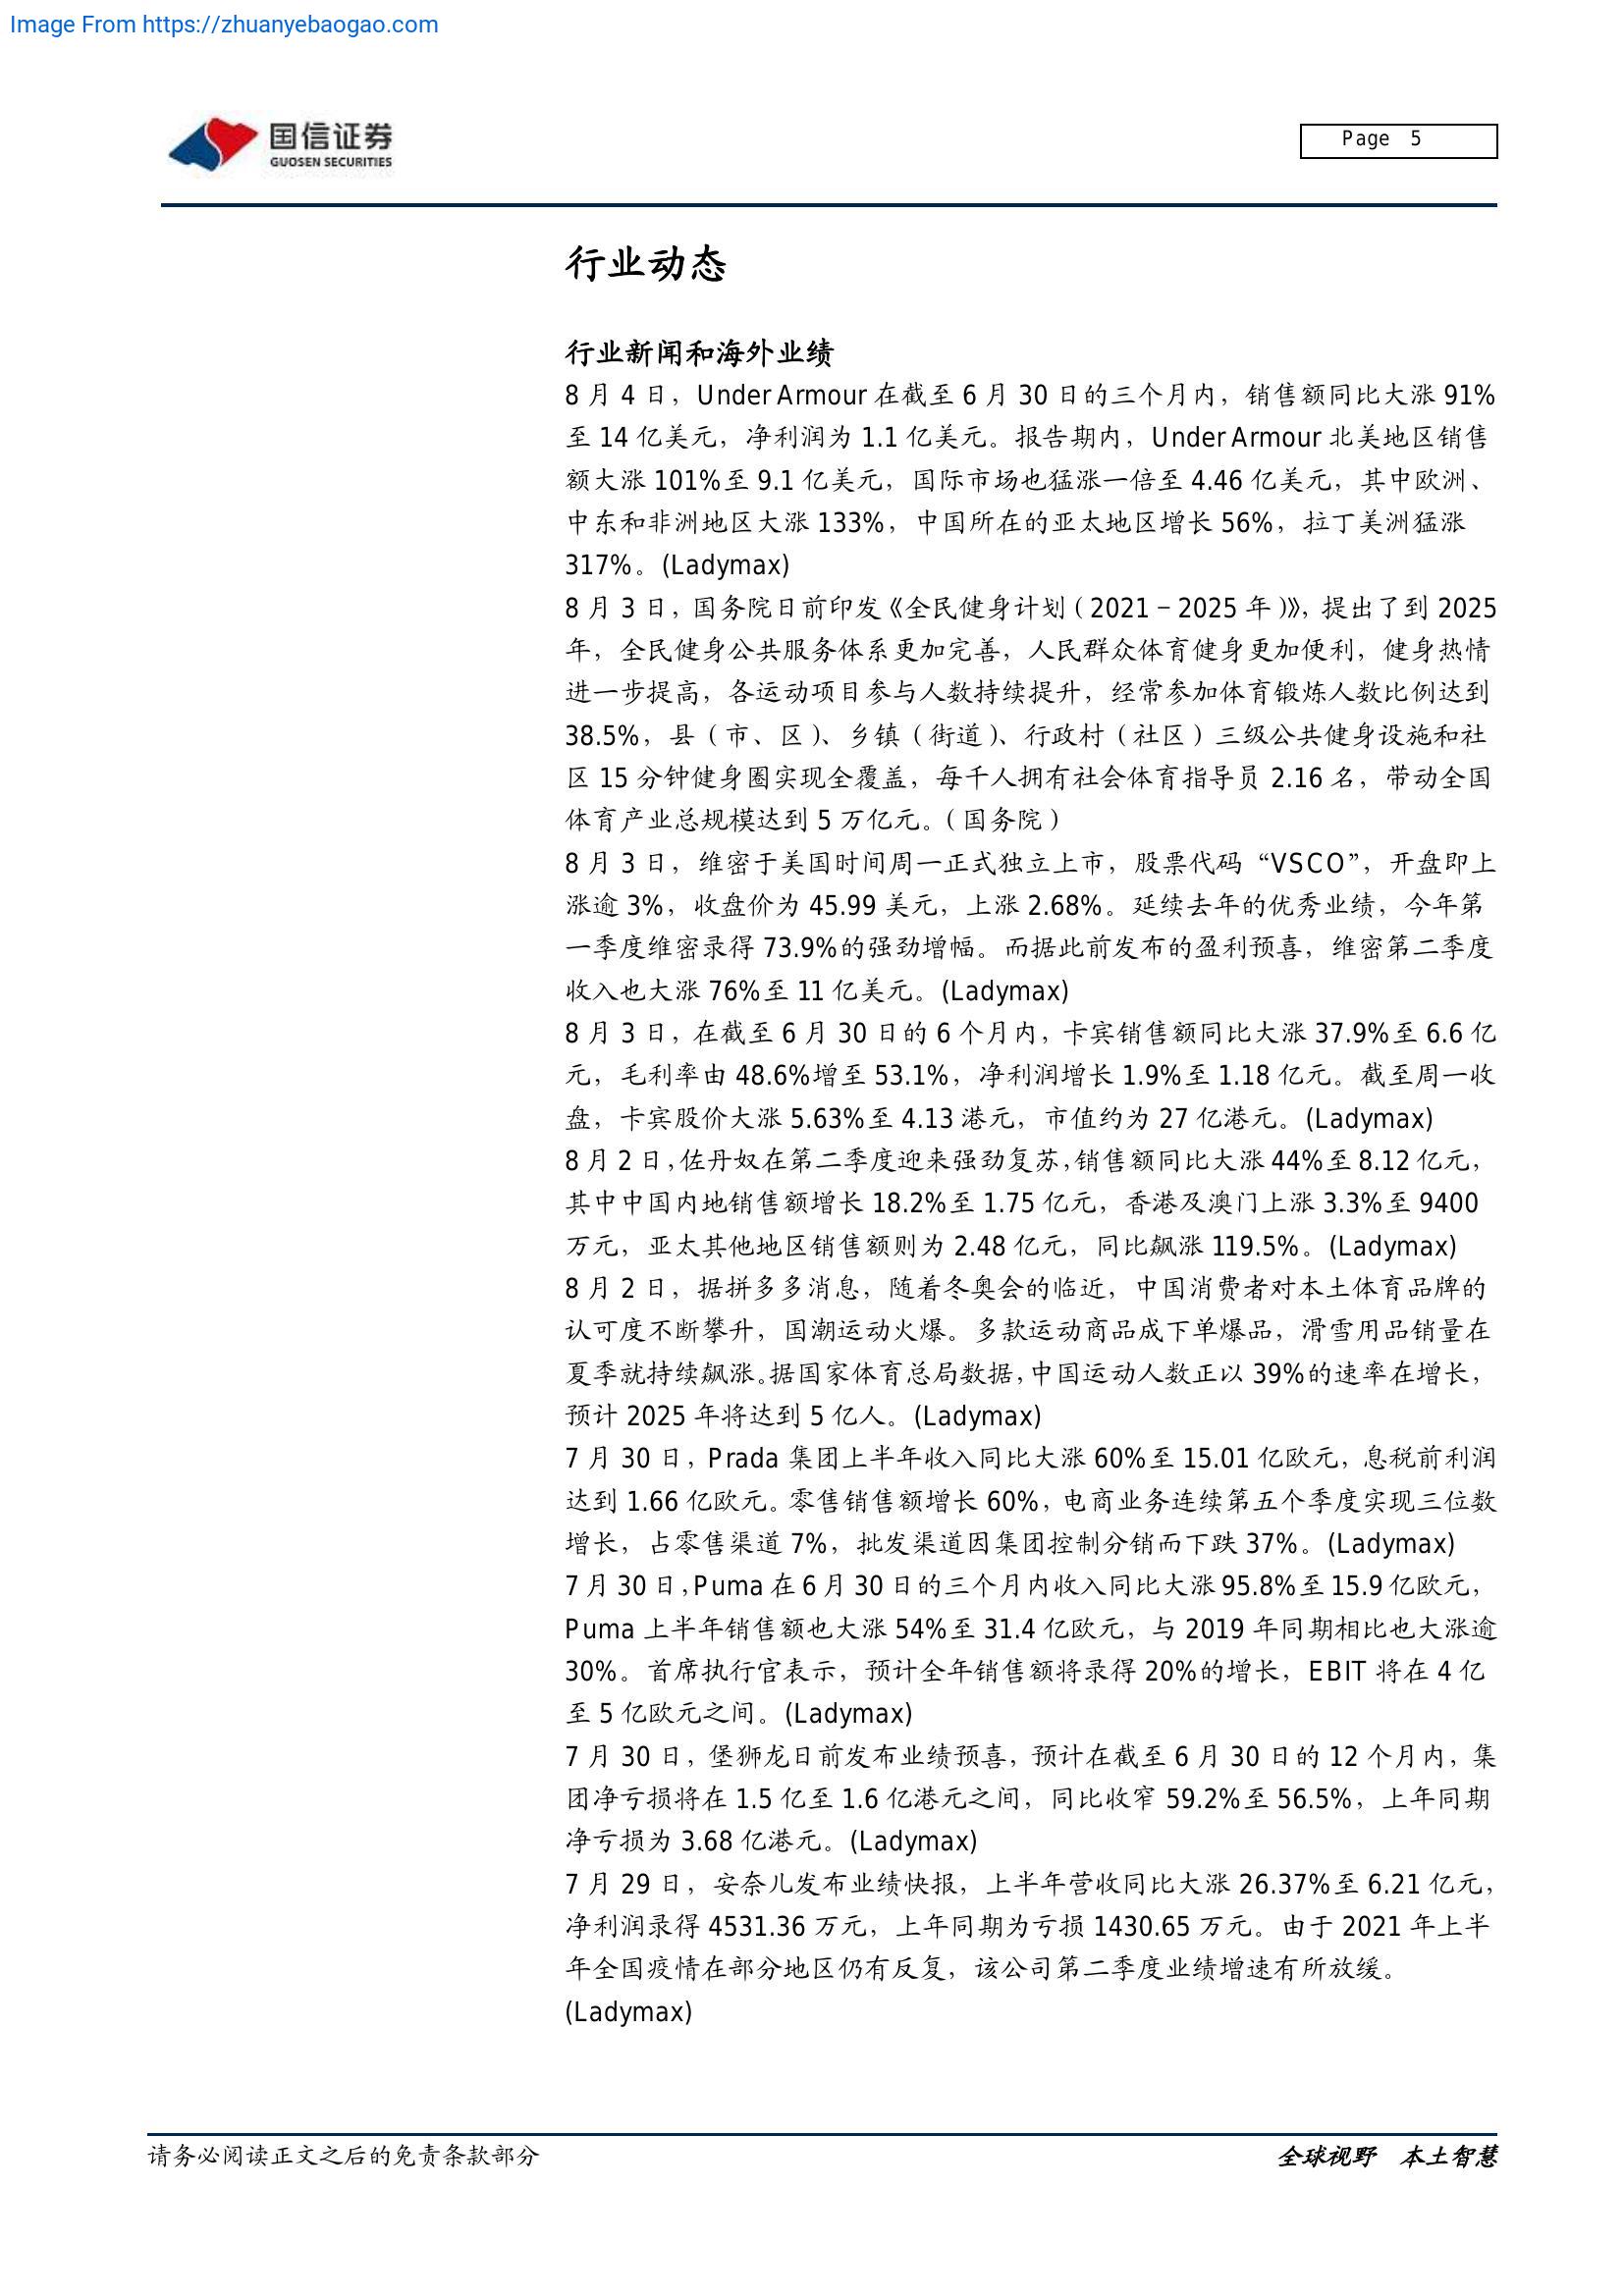 Image From https://zhuanyebaogao.com
国信证券
GUOSEN SECURITIES
Page 5
行业动态
行业新闻和海外业绩
8 月 4 日，Under Armour 在截至 6 月 30 日的三个月内，销售额同比大涨 91%
至 14 亿美元，净利润为 1.1 亿美元。报告期内，Under Armour 北美地区销售
额大涨 101%至 9.1 亿美元，国际市场也猛涨一倍至 4.46 亿美元，其中欧洲、
中东和非洲地区大涨 133%，中国所在的亚太地区增长 56%，拉丁美洲猛涨
317%。(Ladymax)
8 月 3 日，国务院日前印发《全民健身计划（2021－2025 年）》，提出了到 2025
年，全民健身公共服务体系更加完善，人民群众体育健身更加便利，健身热情
进一步提高，各运动项目参与人数持续提升，经常参加体育锻炼人数比例达到
38.5%，县（市、区）、乡镇（街道）、行政村（社区）三级公共健身设施和社
区 15 分钟健身圈实现全覆盖，每千人拥有社会体育指导员 2.16 名，带动全国
体育产业总规模达到 5 万亿元。（国务院）
8 月 3 日，维密于美国时间周一正式独立上市，股票代码“VSCO”，开盘即上
涨逾 3%，收盘价为 45.99 美元，上涨 2.68%。延续去年的优秀业绩，今年第
一季度维密录得 73.9%的强劲增幅。而据此前发布的盈利预喜，维密第二季度
收入也大涨 76%至 11 亿美元。(Ladymax)
8 月 3 日，在截至 6 月 30 日的 6 个月内，卡宾销售额同比大涨 37.9%至 6.6 亿
元，毛利率由 48.6%增至 53.1%，净利润增长 1.9%至 1.18 亿元。截至周一收
盘，卡宾股价大涨 5.63%至 4.13 港元，市值约为 27 亿港元。(Ladymax)
8 月 2 日，佐丹奴在第二季度迎来强劲复苏，销售额同比大涨 44%至 8.12 亿元，
其中中国内地销售额增长 18.2%至 1.75 亿元，香港及澳门上涨 3.3%至 9400
万元，亚太其他地区销售额则为 2.48 亿元，同比飙涨 119.5%。(Ladymax)
8 月 2 日，据拼多多消息，随着冬奥会的临近，中国消费者对本土体育品牌的
认可度不断攀升，国潮运动火爆。多款运动商品成下单爆品，滑雪用品销量在
夏季就持续飙涨。据国家体育总局数据，中国运动人数正以 39%的速率在增长，
预计 2025 年将达到 5 亿人。(Ladymax)
7 月 30 日，Prada 集团上半年收入同比大涨 60%至 15.01 亿欧元，息税前利润
达到 1.66 亿欧元。零售销售额增长 60%，电商业务连续第五个季度实现三位数
增长，占零售渠道 7%，批发渠道因集团控制分销而下跌 37%。(Ladymax)
7 月 30 日，Puma 在 6 月 30 日的三个月内收入同比大涨 95.8%至 15.9 亿欧元，
Puma 上半年销售额也大涨 54%至 31.4 亿欧元，与 2019 年同期相比也大涨逾
30%。首席执行官表示，预计全年销售额将录得 20%的增长，EBIT 将在 4 亿
至 5 亿欧元之间。(Ladymax)
7 月 30 日，堡狮龙日前发布业绩预喜，预计在截至 6 月 30 日的 12 个月内，集
团净亏损将在 1.5 亿至 1.6 亿港元之间，同比收窄 59.2%至 56.5%，上年同期
净亏损为 3.68 亿港元。(Ladymax)
7 月 29 日，安奈儿发布业绩快报，上半年营收同比大涨 26.37%至 6.21 亿元，
净利润录得 4531.36 万元，上年同期为亏损 1430.65 万元。由于 2021 年上半
年全国疫情在部分地区仍有反复，该公司第二季度业绩增速有所放缓。
(Ladymax)
请务必阅读正文之后的免责条款部分
全球视野 本土智慧